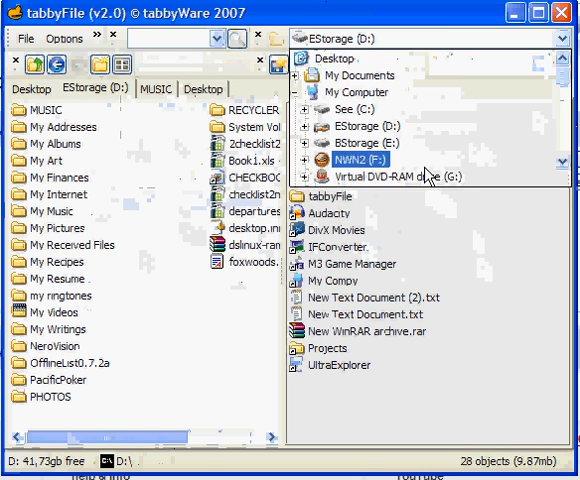 tabbyFile (v2.0) © tabbyWare 2007
File Options
EStorage (D:)
Desktop EStorage (D:) MUSIC Desktop
MUSIC
My Addresses
My Albums
My Art
My Finances
My Internet
My Music
My Pictures
My Received Files
My Recipes
My Resume
my ringtones
My Videos
My Writings
NeroVision
OfflineList0.7.2a
PacificPoker
PHOTOS
RECYCLER
System Vol
2checklist
Book1.xls
CHECKBOO
checklist2n
departures
desktop.ini
dslinux-ram
foxwoods.
Desktop
My Documents
My Computer
See (C:)
EStorage (D:)
BStorage (E:)
NWN2 (F:)
Virtual DVD-RAM (G:)
tabbyFile
Audacity
DivX Movies
IFConverter
M3 Game Manager
My Compy
New Text Document (2).txt
New Text Document.txt
New WinRAR archive.rar
Projects
UltraExplorer
D: 41,73gb free D:\
28 objects (9.87mb)
help & info
YouTube